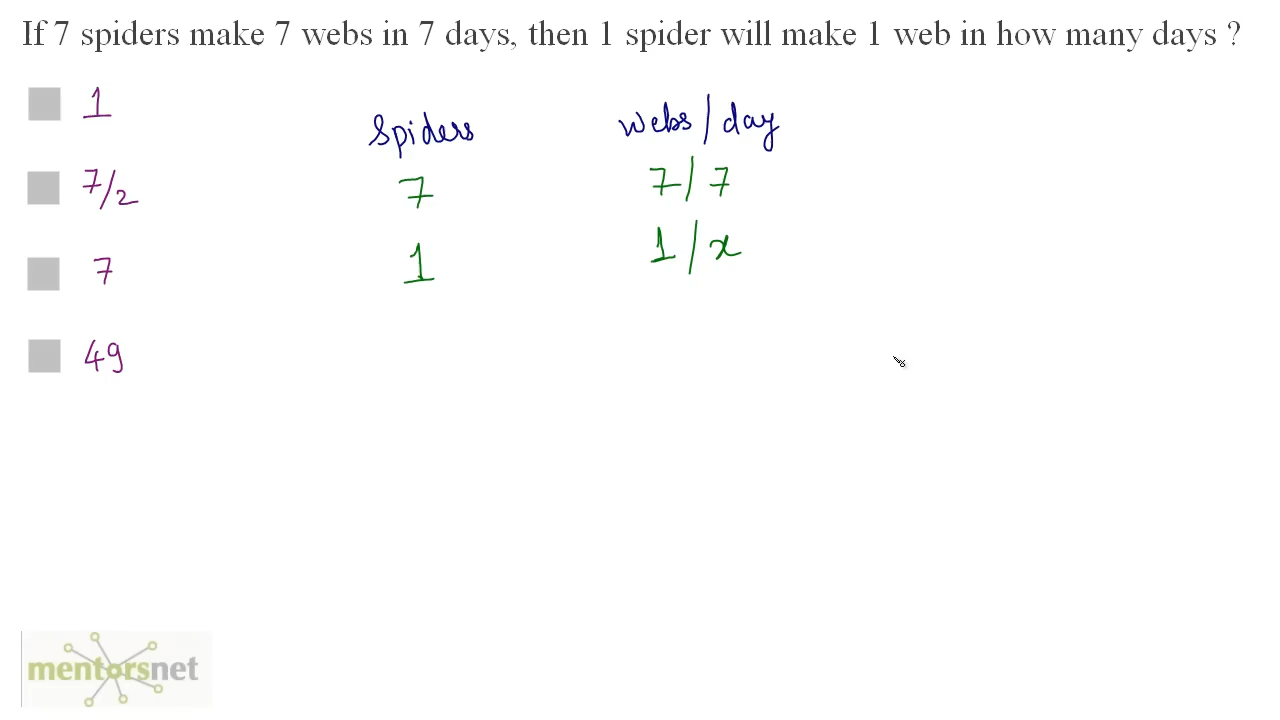 If 7 spiders make 7 webs in 7 days, then 1 spider will make 1 web in how many days ?
1
7/2
7
49
Spiders Webs/day
7 7/7
1 1/x
mentorsnet